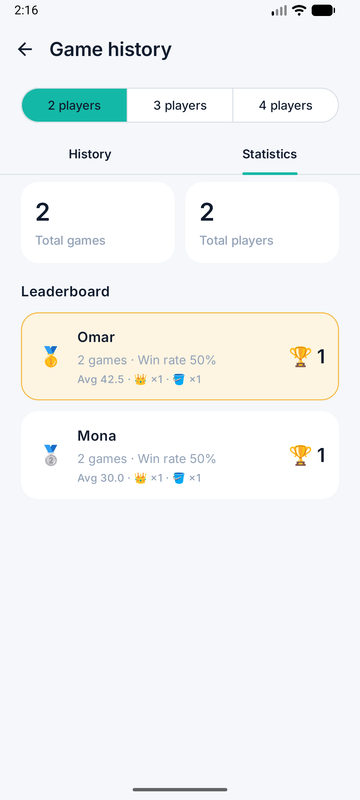 2:16
Game history
2 players
3 players
4 players
History
Statistics
2
Total games
2
Total players
Leaderboard
Omar
2 games · Win rate 50%
Avg 42.5 · 👑 ×1 · 🪣 ×1
🏆 1
Mona
2 games · Win rate 50%
Avg 30.0 · 👑 ×1 · 🪣 ×1
🏆 1